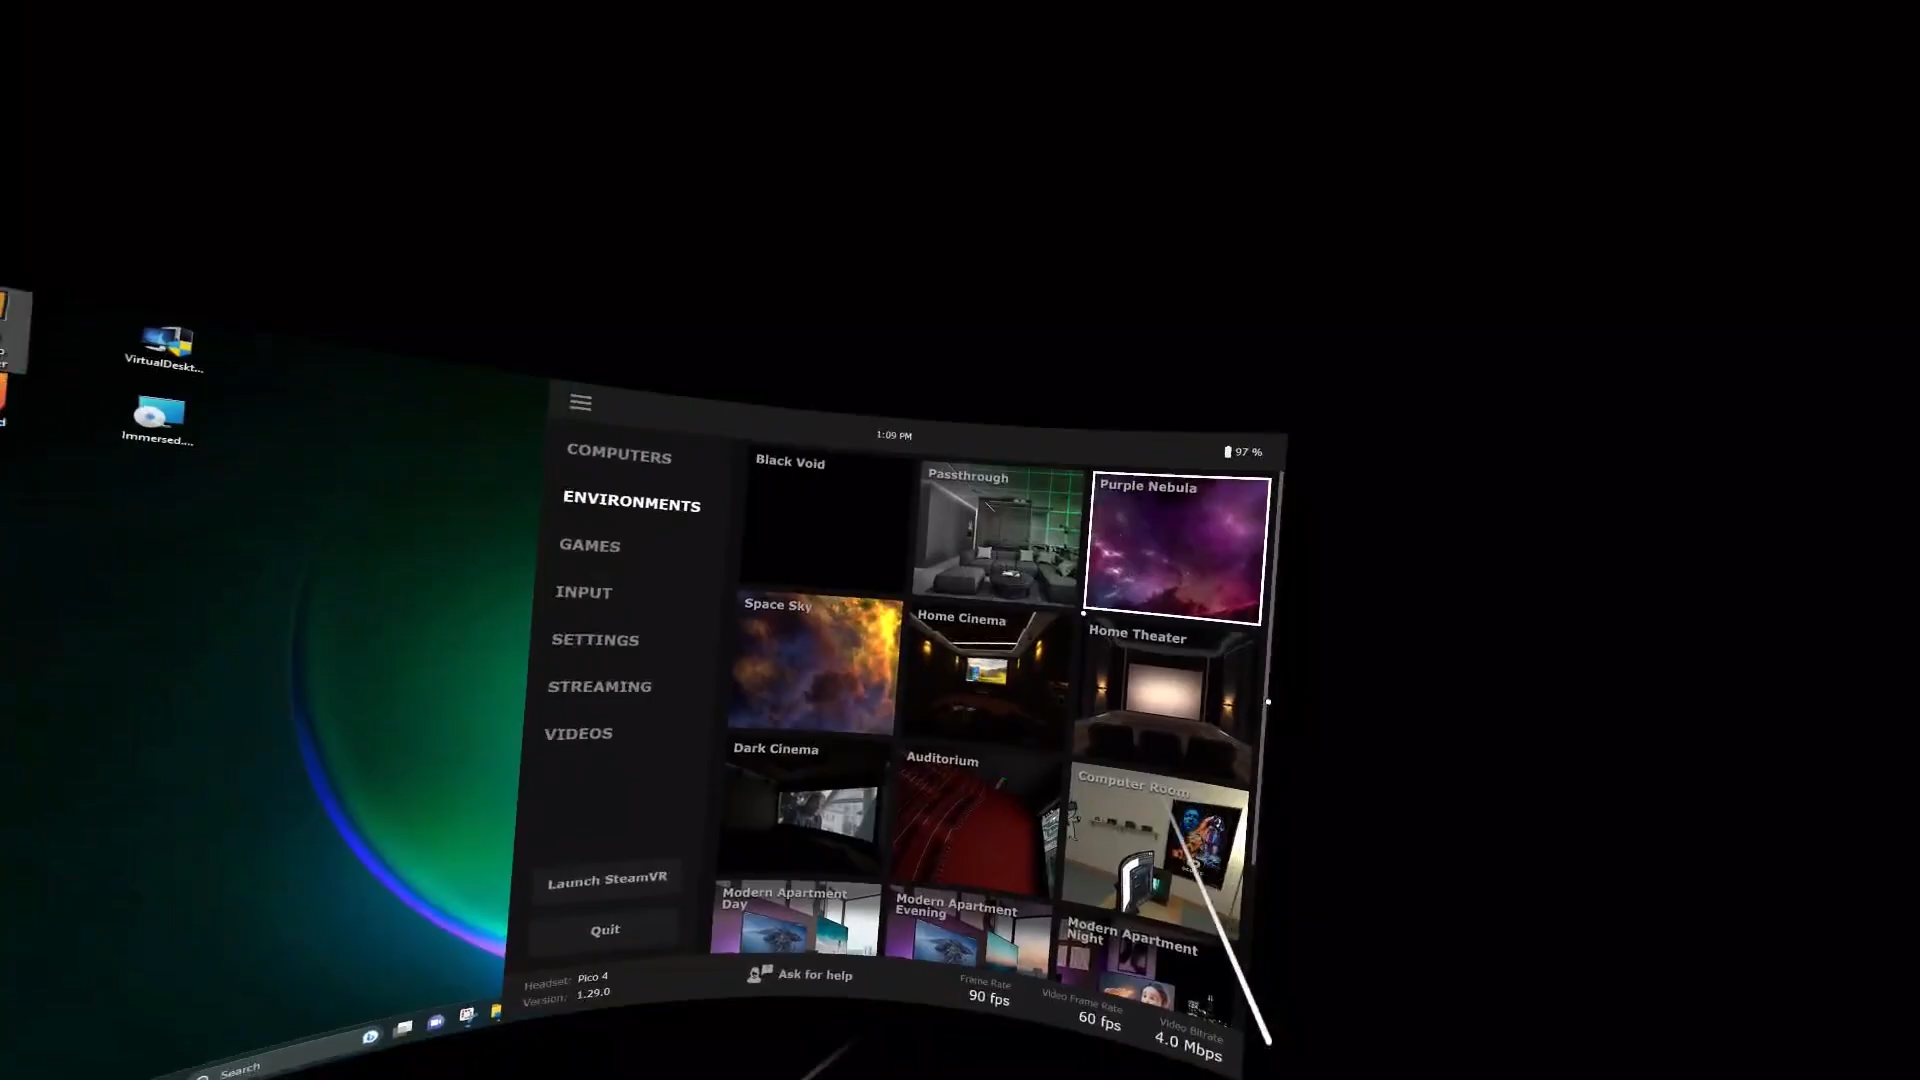 VirtualDeskt...
Immersed....
1:09 PM
97 %
COMPUTERS
ENVIRONMENTS
GAMES
INPUT
SETTINGS
STREAMING
VIDEOS
Launch SteamVR
Quit
Headset: Pico 4
Version: 1.29.0
Black Void
Passthrough
Purple Nebula
Space Sky
Home Cinema
Home Theater
Dark Cinema
Auditorium
Computer Room
Modern Apartment
Day
Modern Apartment
Evening
Modern Apartment
Night
Ask for help
Frame Rate
90 fps
Video Frame Rate
60 fps
Video Bitrate
4.0 Mbps
Search